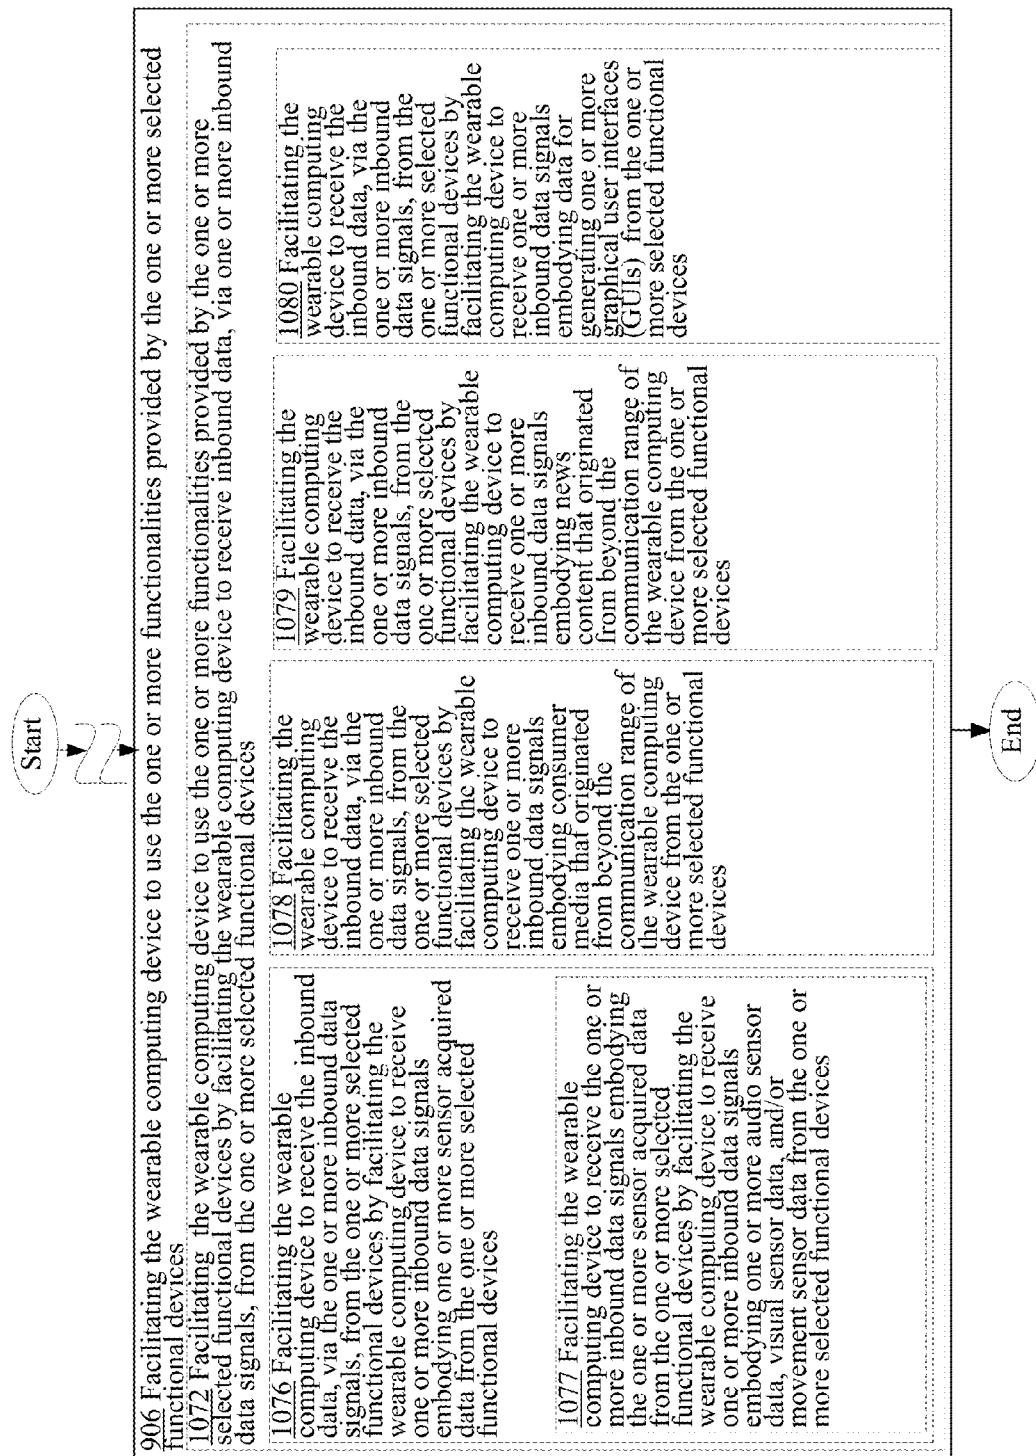 Start
906 Facilitating the wearable computing device to use the one or more functionalities provided by the one or more selected
functional devices
1072 Facilitating the wearable computing device to use the one or more functionalities provided by the one or more
selected functional devices by facilitating the wearable computing device to receive inbound data, via one or more inbound
data signals, from the one or more selected functional devices
1076 Facilitating the wearable
computing device to receive the inbound
data, via the one or more inbound data
signals, from the one or more selected
functional devices by facilitating the
wearable computing device to receive
one or more inbound data signals
embodying one or more sensor acquired
data from the one or more selected
functional devices
1077 Facilitating the wearable
computing device to receive the one or
more inbound data signals embodying
the one or more sensor acquired data
from the one or more selected
functional devices by facilitating the
wearable computing device to receive
one or more inbound data signals
embodying one or more audio sensor
data, visual sensor data, and/or
movement sensor data from the one or
more selected functional devices
1078 Facilitating the
wearable computing
device to receive the
inbound data, via the
one or more inbound
data signals, from the
one or more selected
functional devices by
facilitating the wearable
computing device to
receive one or more
inbound data signals
embodying consumer
media that originated
from beyond the
communication range of
the wearable computing
device from the one or
more selected functional
devices
1079 Facilitating the
wearable computing
device to receive the
inbound data, via the
one or more inbound
data signals, from the
one or more selected
functional devices by
facilitating the wearable
computing device to
receive one or more
inbound data signals
embodying news
content that originated
from beyond the
communication range of
the wearable computing
device from the one or
more selected functional
devices
1080 Facilitating the
wearable computing
device to receive the
inbound data, via the
one or more inbound
data signals, from the
one or more selected
functional devices by
facilitating the wearable
computing device to
receive one or more
inbound data signals
embodying data for
generating one or more
graphical user interfaces
(GUIs) from the one or
more selected functional
devices
End